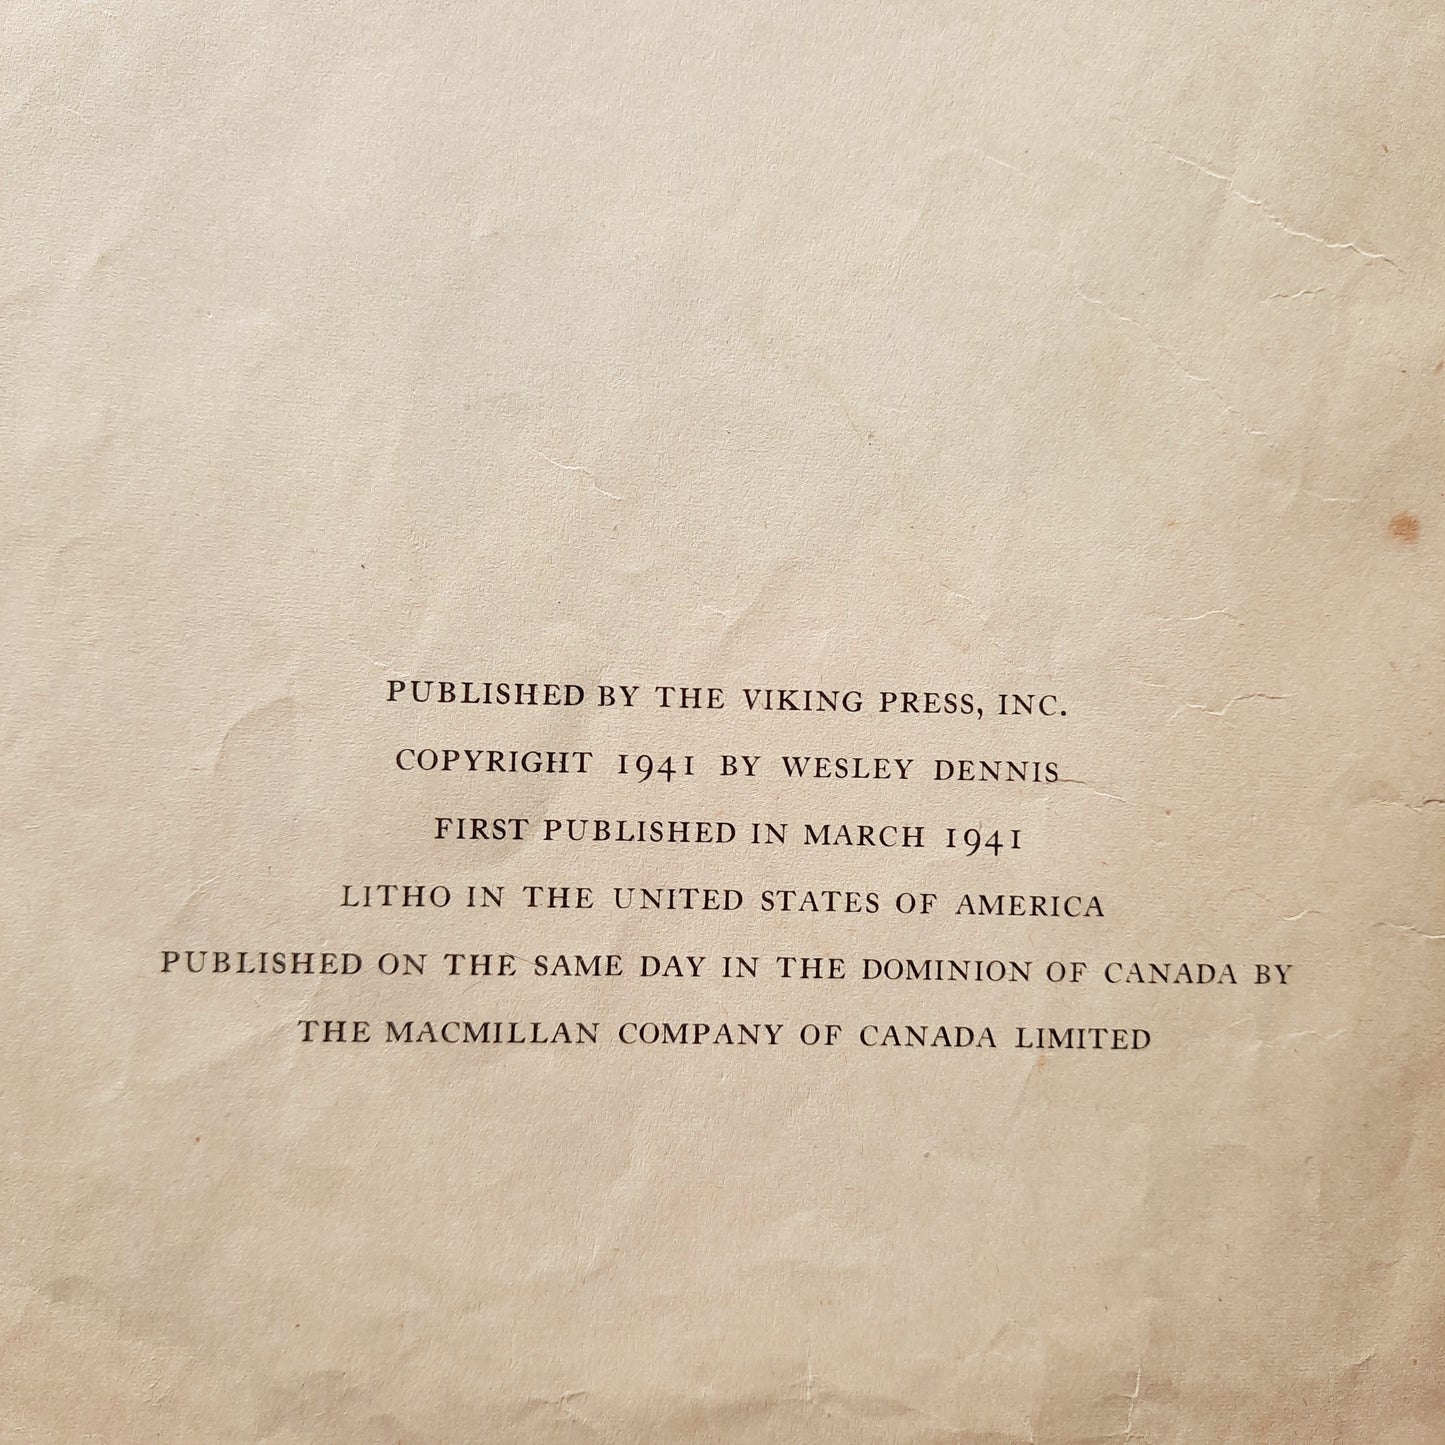 PUBLISHED BY THE VIKING PRESS, INC.
COPYRIGHT 1941 BY WESLEY DENNIS
FIRST PUBLISHED IN MARCH 1941
LITHO IN THE UNITED STATES OF AMERICA
PUBLISHED ON THE SAME DAY IN THE DOMINION OF CANADA BY
THE MACMILLAN COMPANY OF CANADA LIMITED